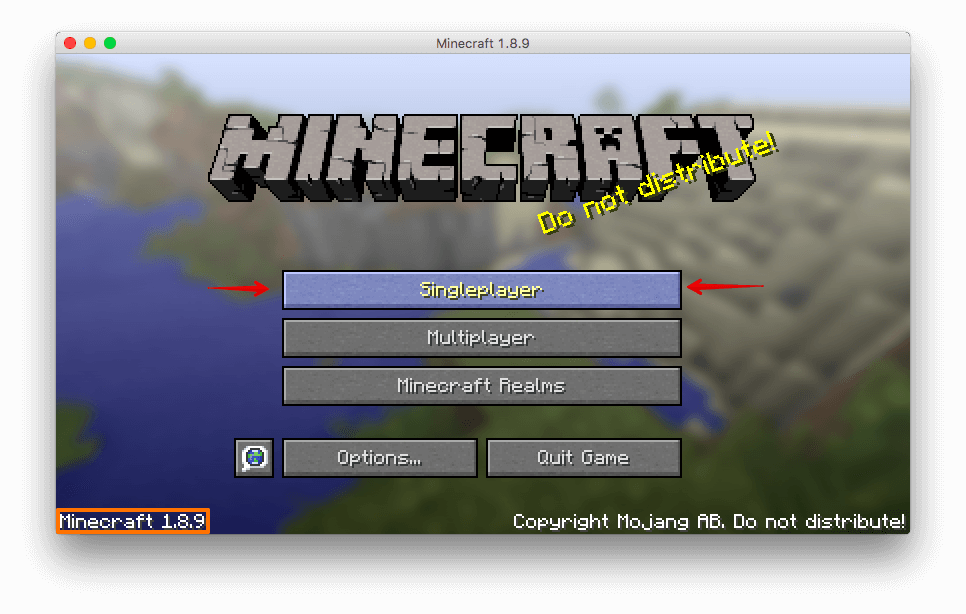 Minecraft 1.8.9
MINECRAFT
Do not distribute!
Singleplayer
Multiplayer
Minecraft Realms
Options...
Quit Game
Minecraft 1.8.9
Copyright Mojang AB. Do not distribute!